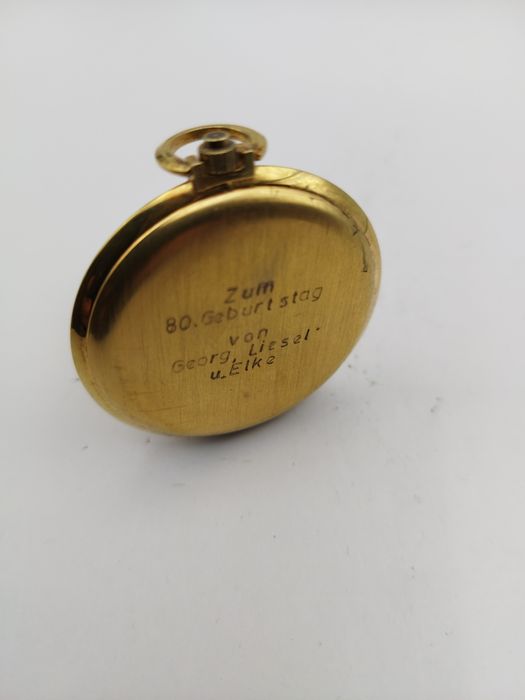 Zum
80. Geburtstag
von
Georg, Liesel.
u. Elke